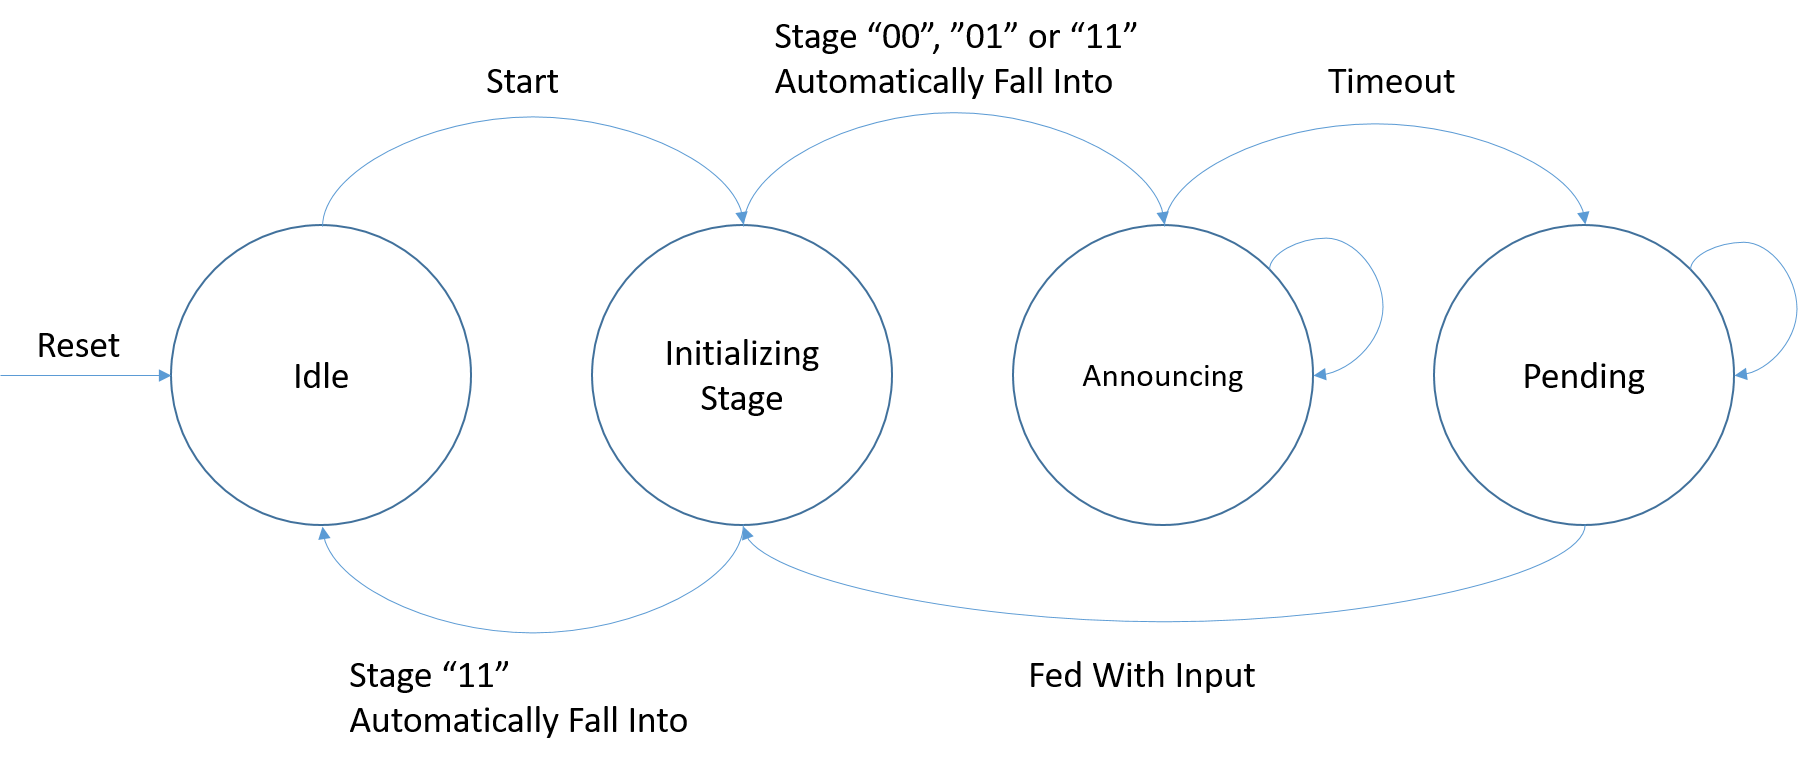 Stage “00”, ”01” or “11”
Automatically Fall Into
Start
Timeout
Reset
Idle
Initializing
Stage
Announcing
Pending
Stage “11”
Automatically Fall Into
Fed With Input